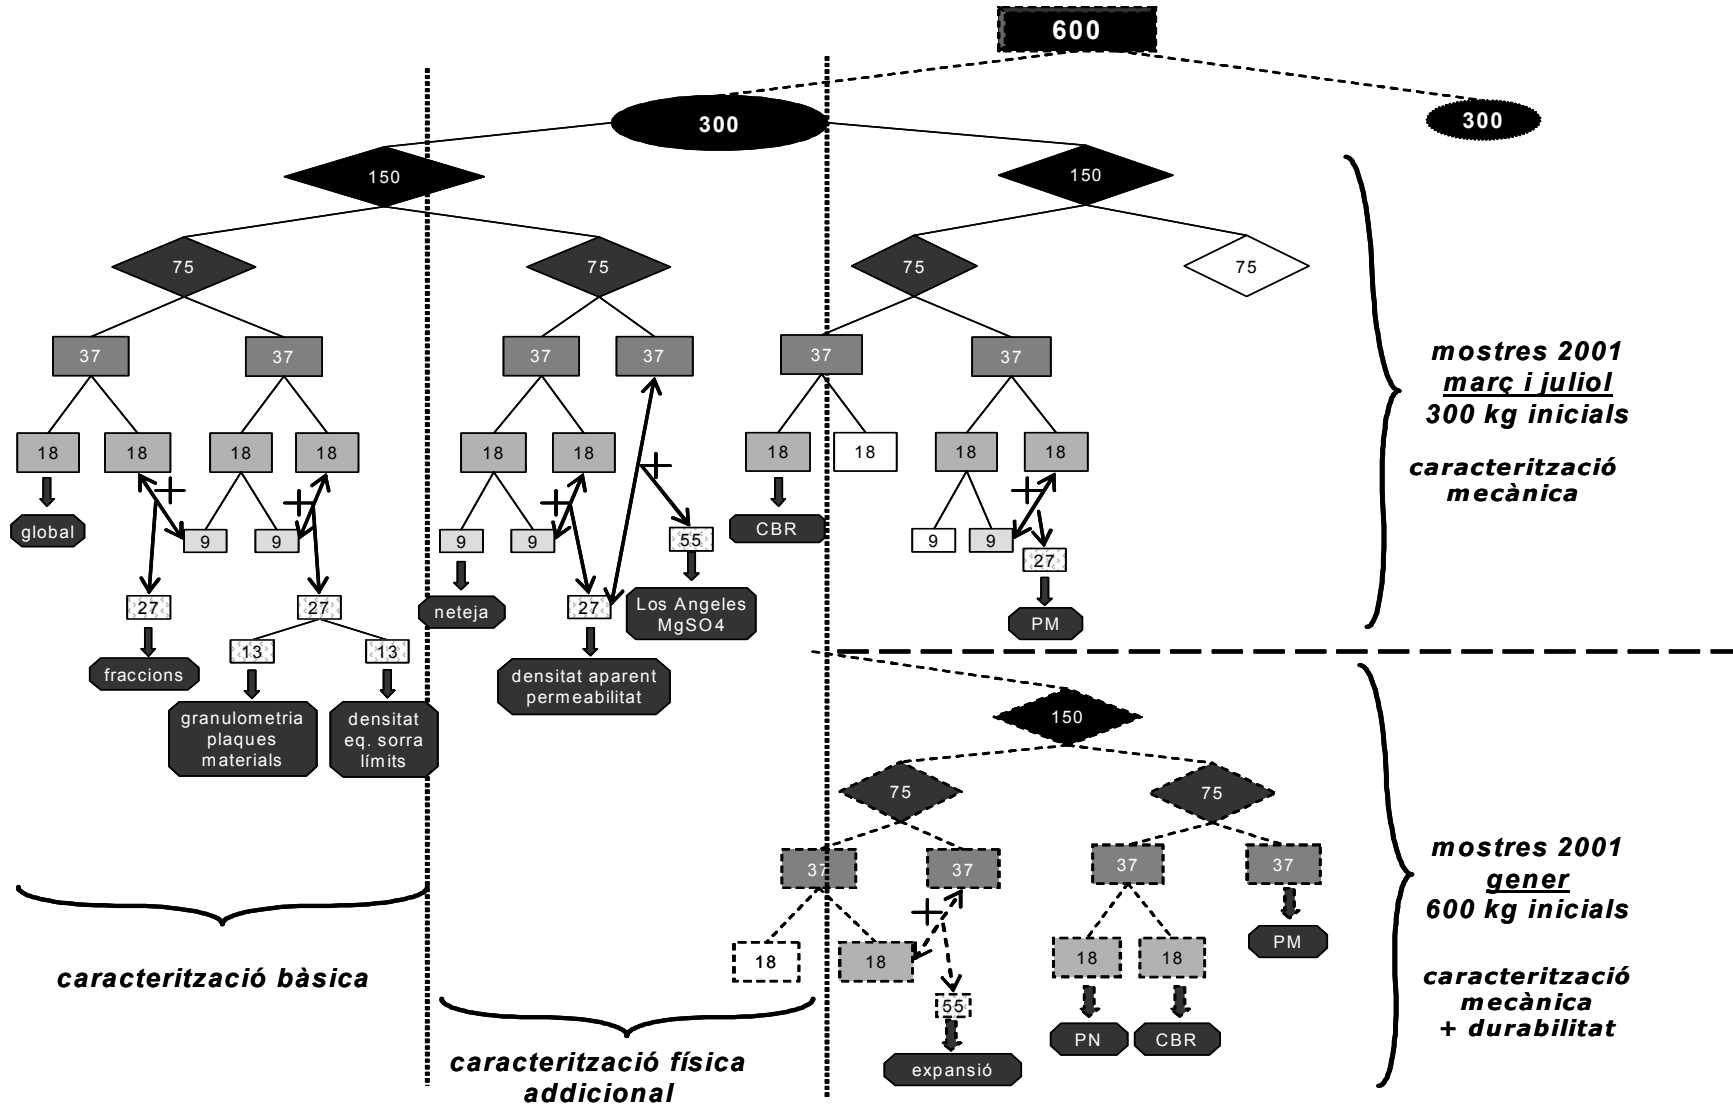 600
300
300
150
150
75
75
75
75
37
37
37
37
37
37
mostres 2001
març i juliol
300 kg inicials
caracterització
mecànica
18
18
18
18
18
18
18
18
18
18
global
9
9
9
9
55
CBR
9
9
27
27
27
27
neteja
Los Angeles
MgSO4
PM
13
13
fraccions
densitat aparent
permeabilitat
granulometria
plaques
materials
densitat
eq. sorra
límits
150
75
75
37
37
37
37
mostres 2001
gener
600 kg inicials
caracterització
mecànica
+ durabilitat
PM
18
18
18
18
55
PN
CBR
expansió
caracterització bàsica
caracterització física
addicional